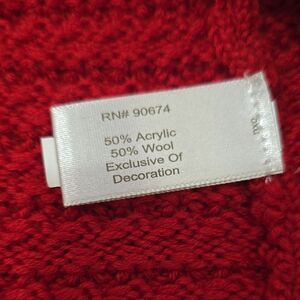 RN# 90674
50% Acrylic
50% Wool
Exclusive Of
Decoration